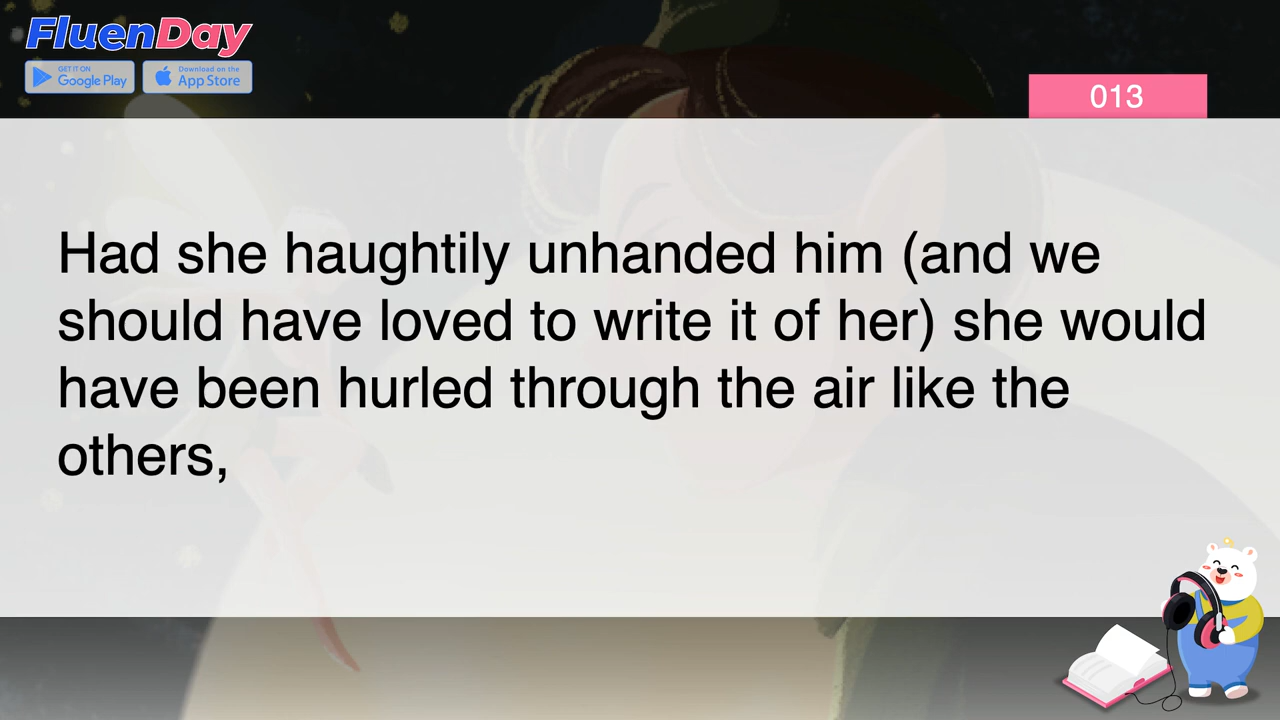 FluenDay
GET IT ON
Google Play
Download on the
App Store
013
Had she haughtily unhanded him (and we
should have loved to write it of her) she would
have been hurled through the air like the
others,